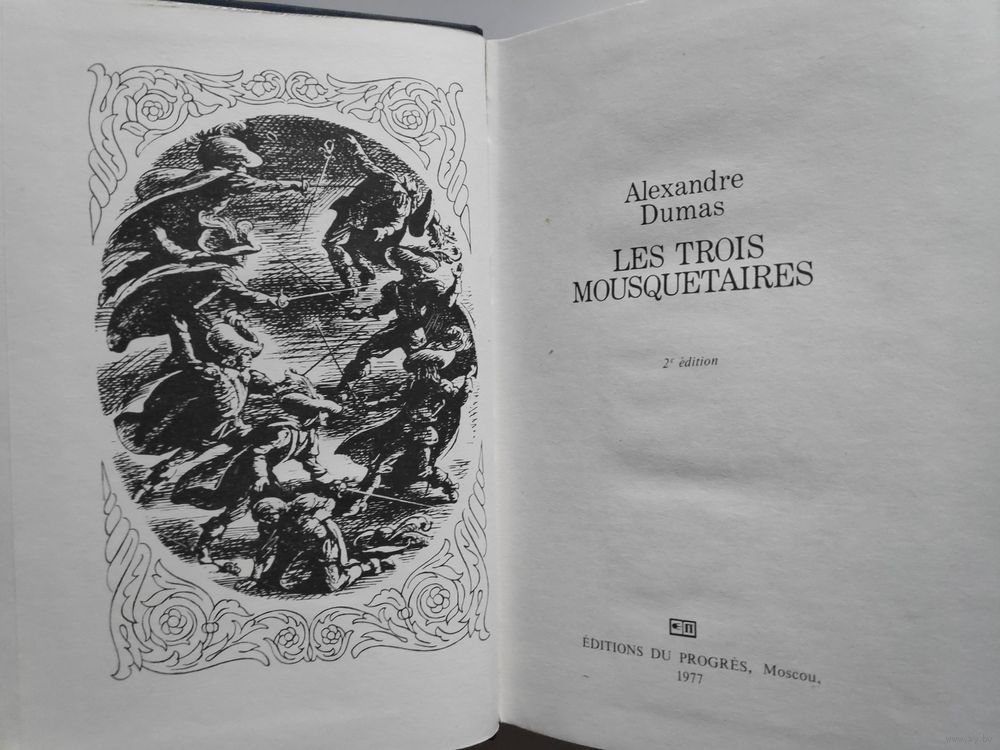 Alexandre
Dumas
LES TROIS
MOUSQUETAIRES
2ᵉ édition
ÉDITIONS DU PROGRÈS, Moscou,
1977